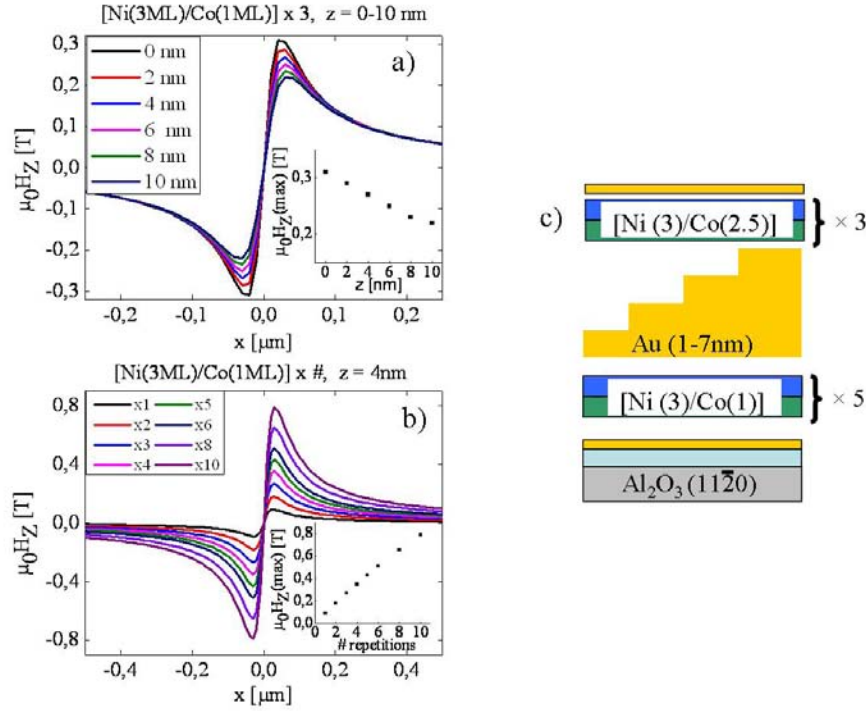 [Ni(3ML)/Co(1ML)] x 3, z = 0-10 nm
a)
0 nm
2 nm
4 nm
6 nm
8 nm
10 nm
μ0HZ [T]
0,3
0,2
0,1
0,0
-0,1
-0,2
-0,3
-0,2 -0,1 0,0 0,1 0,2
x [μm]
μ0HZ(max) [T]
0,3
0,2
0 2 4 6 8 10
z [nm]
[Ni(3ML)/Co(1ML)] x #, z = 4nm
b)
x1 x5
x2 x6
x3 x8
x4 x10
μ0HZ [T]
0,8
0,4
0,0
-0,4
-0,8
-0,4 -0,2 0,0 0,2 0,4
x [μm]
μ0HZ(max) [T]
0,8
0,6
0,4
0,2
0,0
0 2 4 6 8 10
# repetitions
c)
[Ni (3)/Co(2.5)] × 3
Au (1-7nm)
[Ni (3)/Co(1)] × 5
Al2O3 (112̅0)